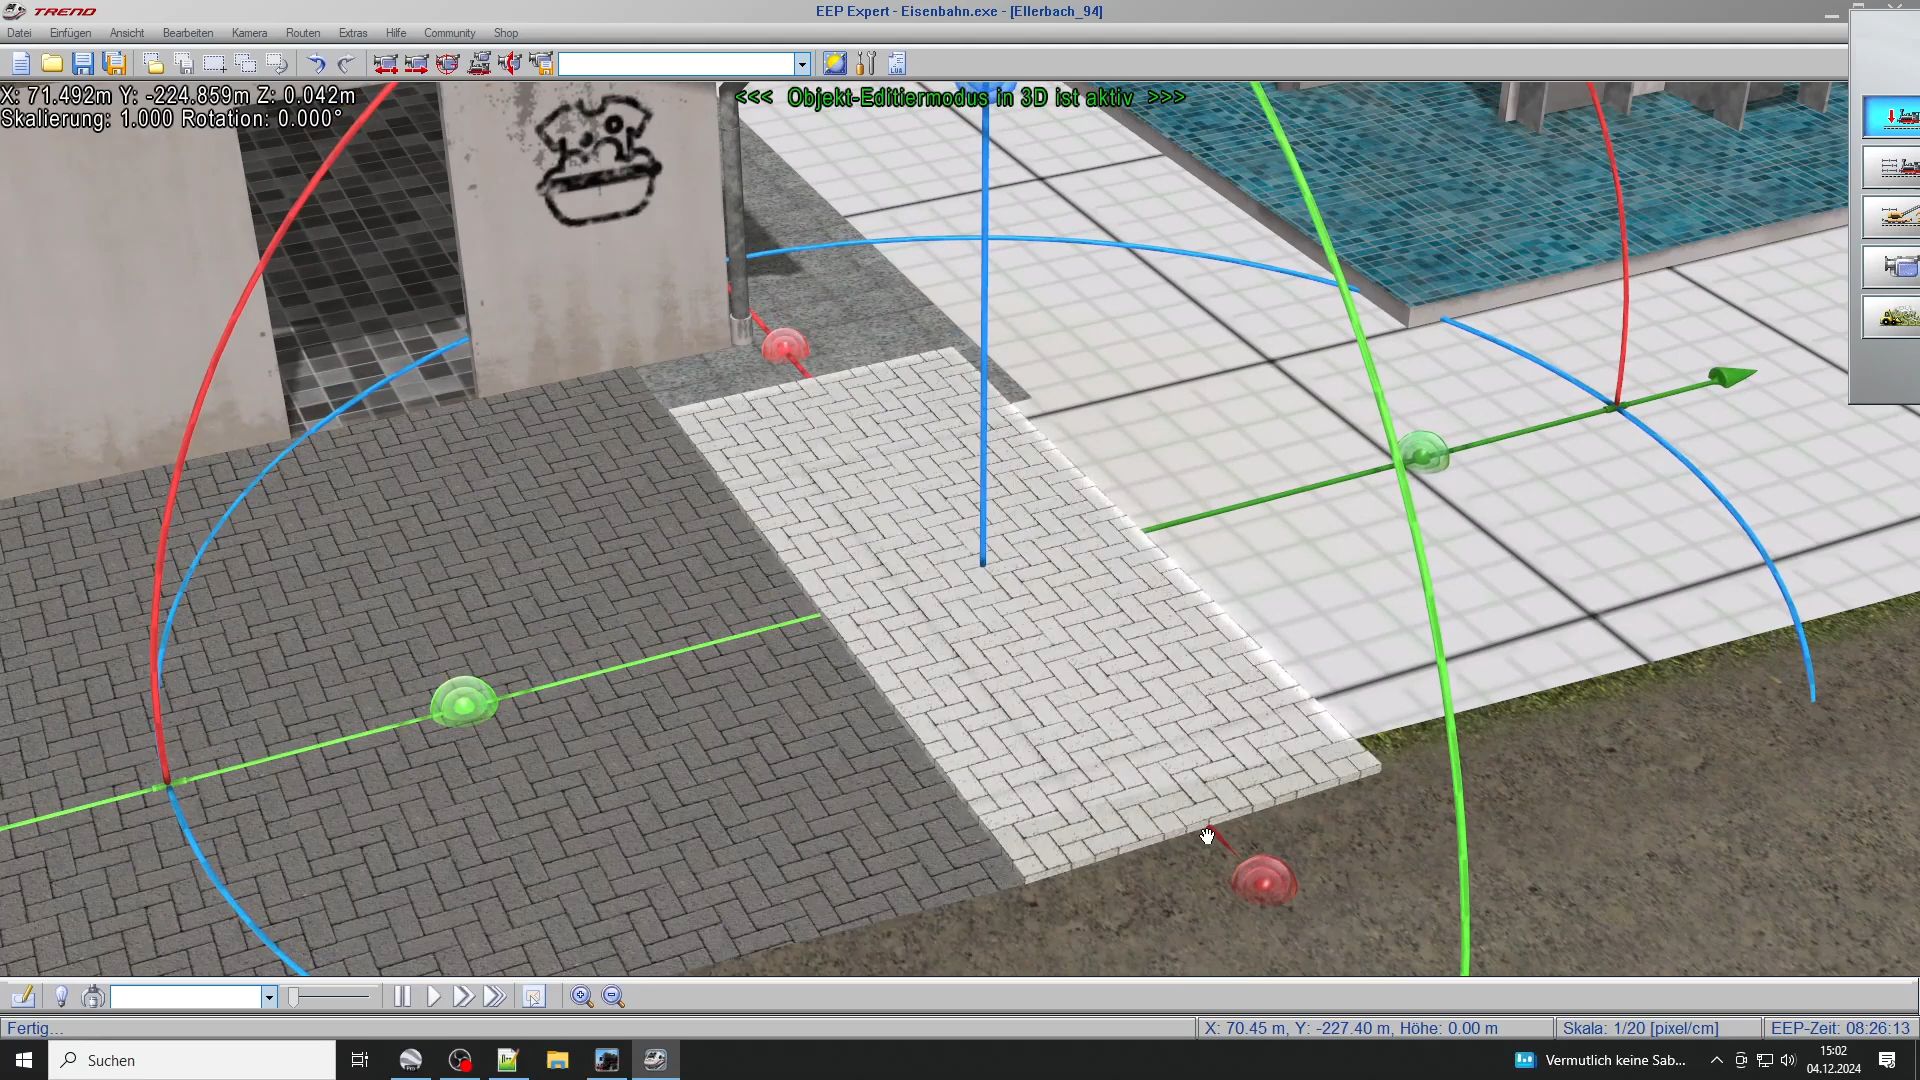 TREND
EEP Expert - Eisenbahn.exe - [Ellerbach_94]
Datei Einfügen Ansicht Bearbeiten Kamera Routen Extras Hilfe Community Shop
X: 71.492m Y: -224.859m Z: 0.042m
<<< Objekt-Editiermodus in 3D ist aktiv >>>
Skalierung: 1.000 Rotation: 0.000°
Fertig...
X: 70.45 m, Y: -227.40 m, Höhe: 0.00 m
Skala: 1/20 [pixel/cm]
EEP-Zeit: 08:26:13
Suchen
Vermutlich keine Sab...
15:02
04.12.2024